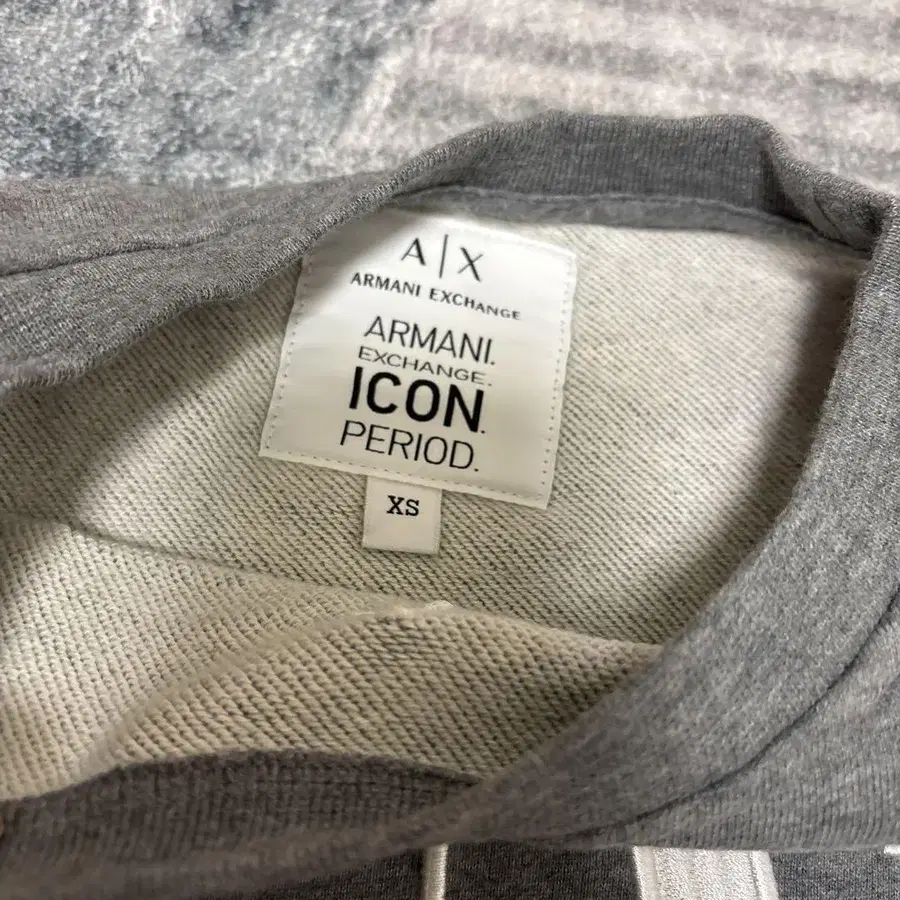 A|X
ARMANI EXCHANGE
ARMANI.
EXCHANGE.
ICON.
PERIOD.
XS